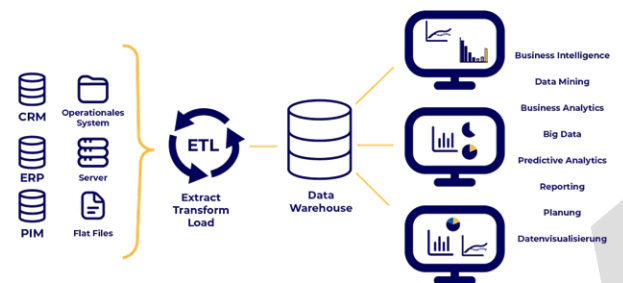 CRM
Operationales
System
ERP
Server
PIM
Flat Files
ETL
Extract
Transform
Load
Data
Warehouse
Business Intelligence
Data Mining
Business Analytics
Big Data
Predictive Analytics
Reporting
Planung
Datenvisualisierung